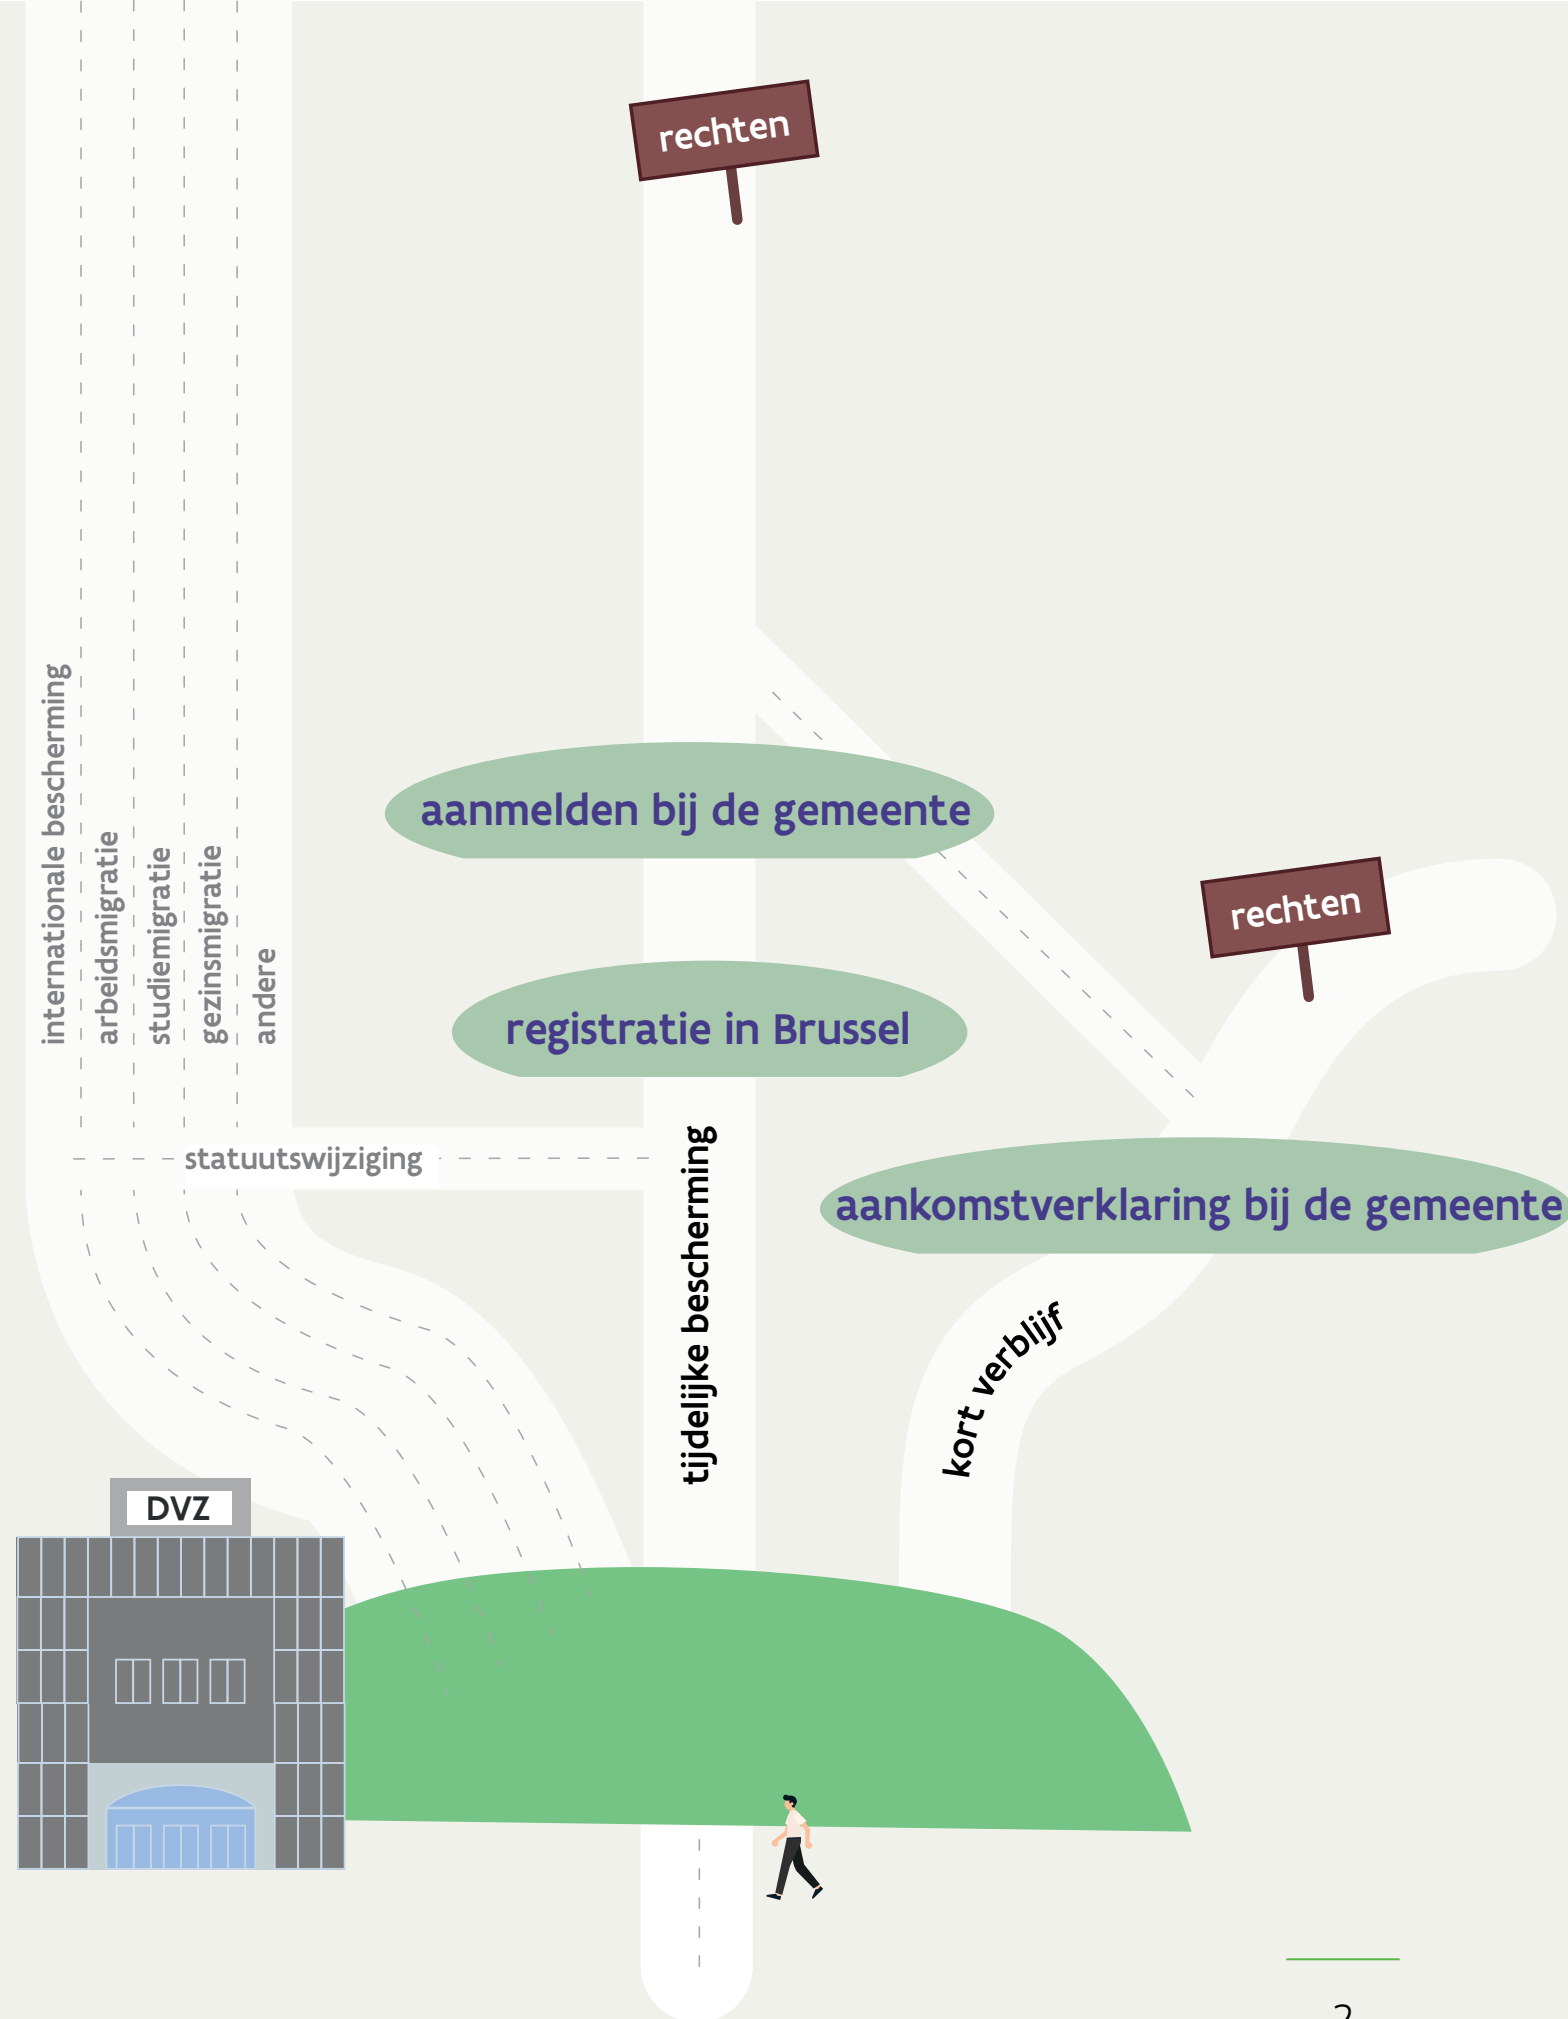 rechten
internationale bescherming
arbeidsmigratie
studiemigratie
gezinsmigratie
andere
aanmelden bij de gemeente
rechten
registratie in Brussel
statuutswijziging
tijdelijke bescherming
aankomstverklaring bij de gemeente
kort verblijf
DVZ